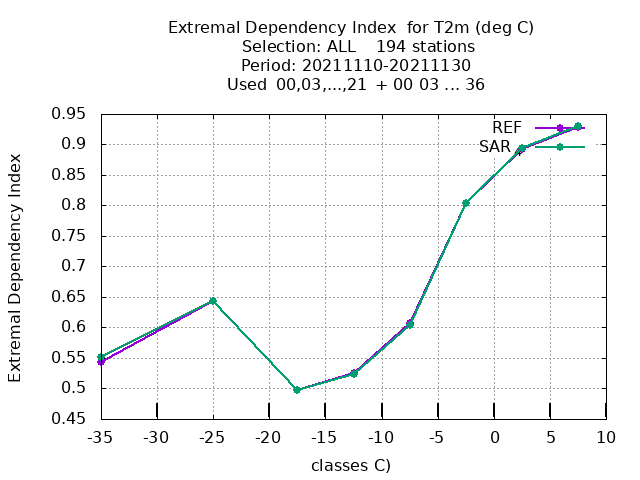 Extremal Dependency Index  for T2m (deg C)
Selection: ALL    194 stations
Period: 20211110-20211130
Used  00,03,...,21  + 00 03 ... 36
Extremal Dependency Index
0.95
0.9
0.85
0.8
0.75
0.7
0.65
0.6
0.55
0.5
0.45
REF
SAR
-35 -30 -25 -20 -15 -10 -5 0 5 10
classes C)